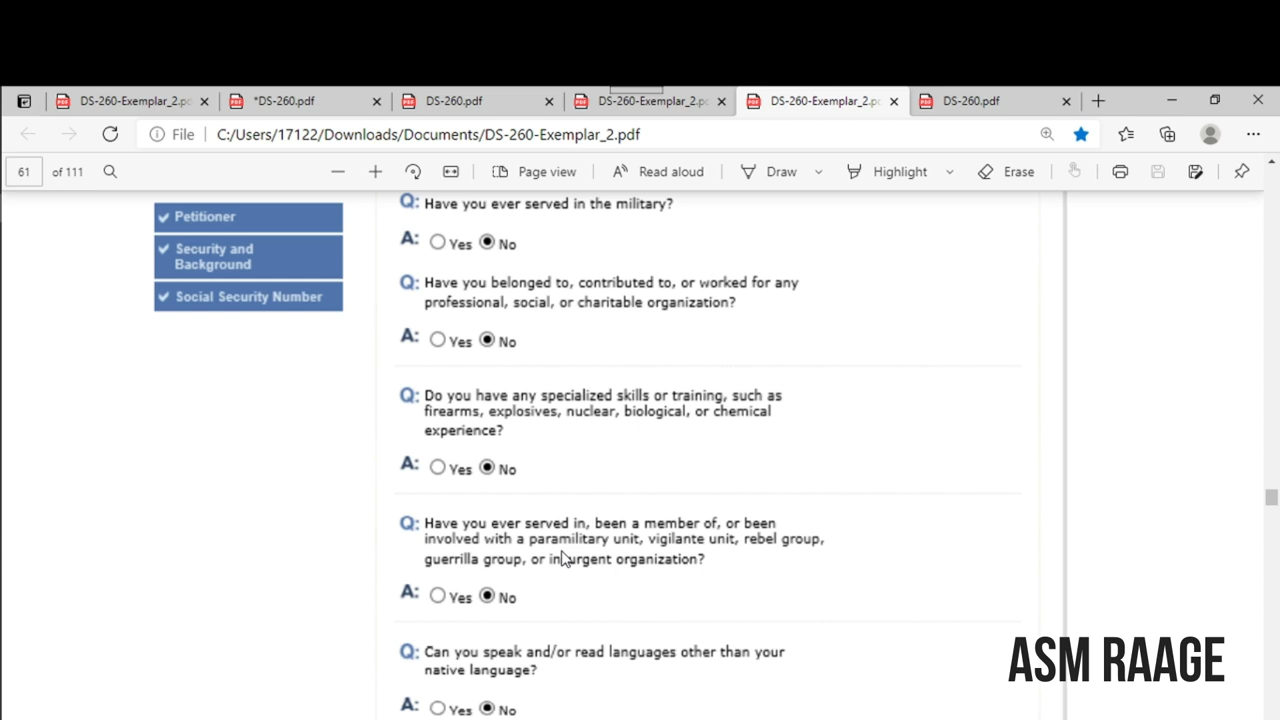 DS-260-Exemplar_2.pd
*DS-260.pdf
DS-260.pdf
DS-260-Exemplar_2.pc
DS-260-Exemplar_2.pc
DS-260.pdf
File
C:/Users/17122/Downloads/Documents/DS-260-Exemplar_2.pdf
61 of 111
Page view
Read aloud
Draw
Highlight
Erase
Petitioner
Security and
Background
Social Security Number
Q: Have you ever served in the military?
A: Yes No
Q: Have you belonged to, contributed to, or worked for any
professional, social, or charitable organization?
A: Yes No
Q: Do you have any specialized skills or training, such as
firearms, explosives, nuclear, biological, or chemical
experience?
A: Yes No
Q: Have you ever served in, been a member of, or been
involved with a paramilitary unit, vigilante unit, rebel group,
guerrilla group, or insurgent organization?
A: Yes No
Q: Can you speak and/or read languages other than your
native language?
A: Yes No
ASM RAAGE